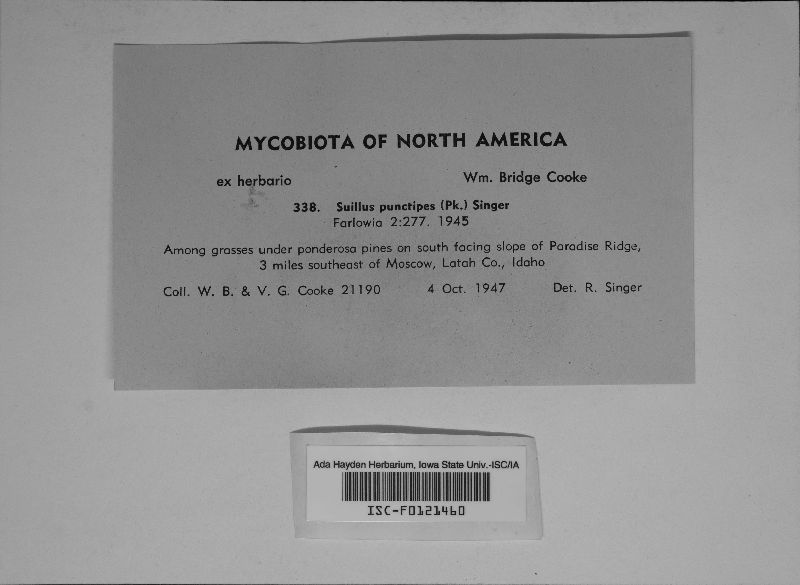 MYCOBIOTA OF NORTH AMERICA
ex herbario Wm. Bridge Cooke
338. Suillus punctipes (Pk.) Singer
Farlowia 2:277. 1945
Among grasses under ponderosa pines on south facing slope of Paradise Ridge,
3 miles southeast of Moscow, Latah Co., Idaho
Coll. W. B. & V. G. Cooke 21190 4 Oct. 1947 Det. R. Singer
Ada Hayden Herbarium, Iowa State Univ.-ISC/IA
ISC-F0121460